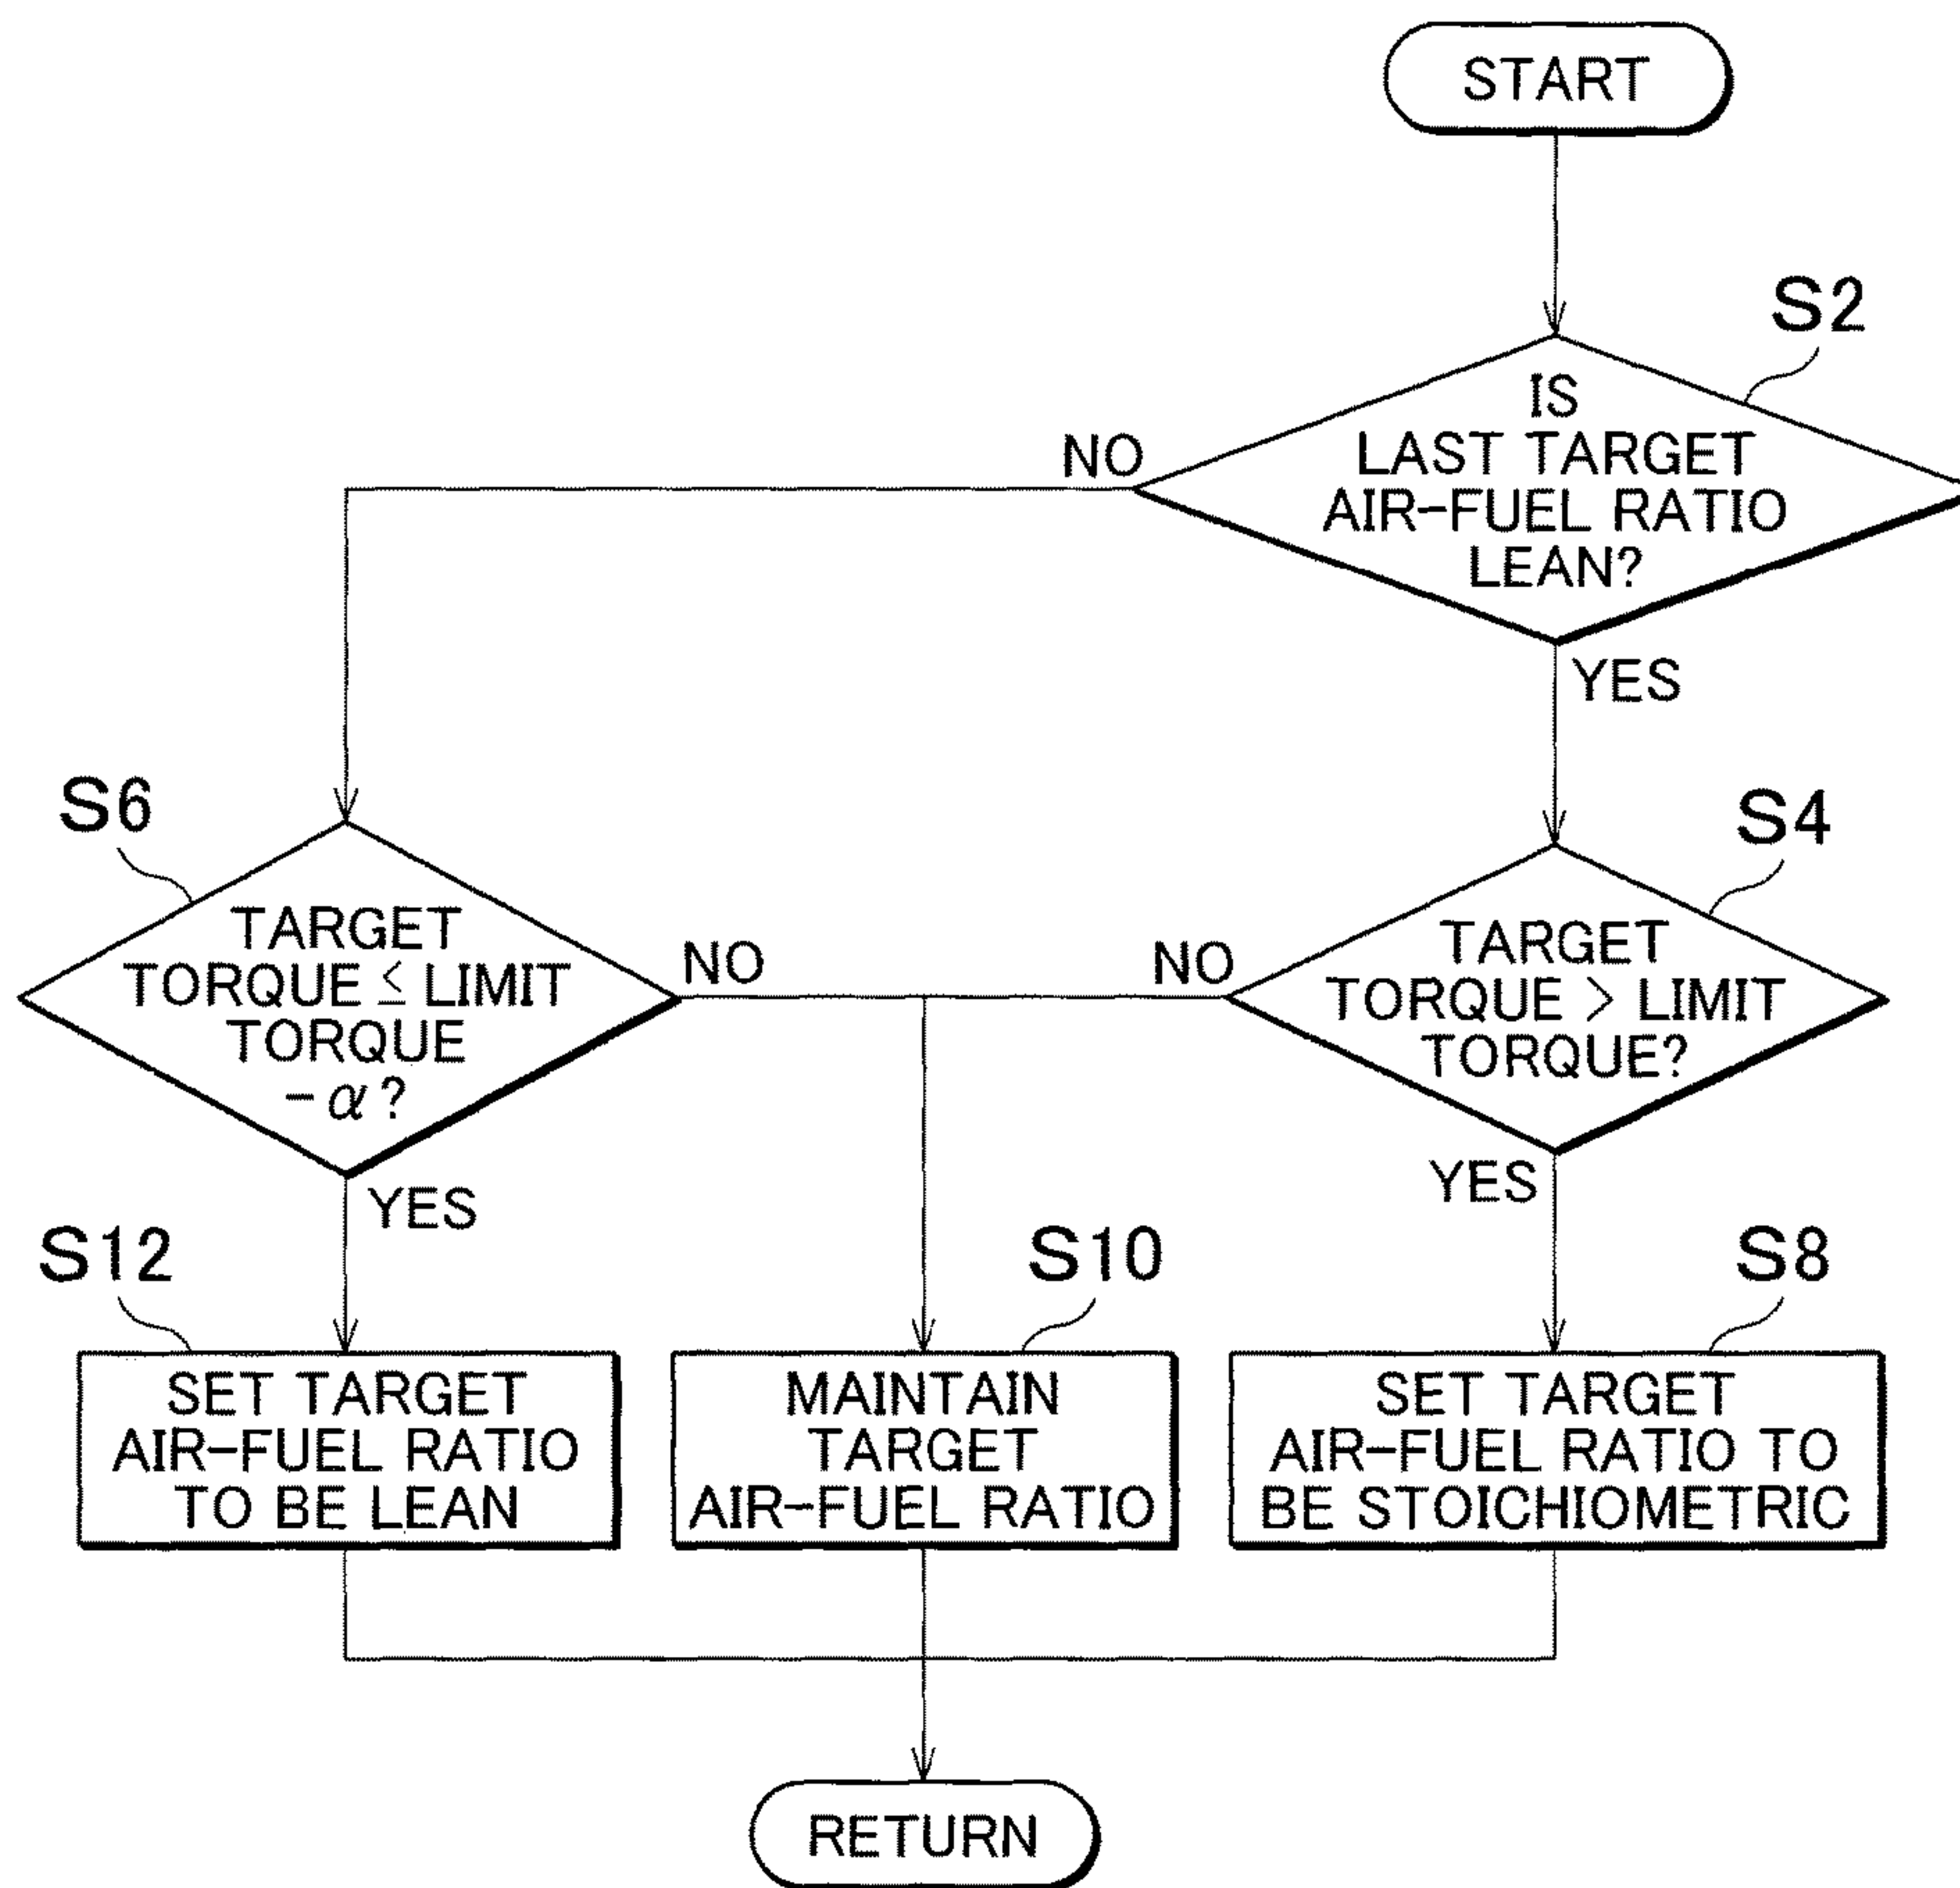 START
S2
IS
LAST TARGET
AIR-FUEL RATIO
LEAN?
NO
YES
S6
TARGET
TORQUE ≤ LIMIT
TORQUE
-α?
NO
YES
S4
TARGET
TORQUE > LIMIT
TORQUE?
NO
YES
S12
SET TARGET
AIR-FUEL RATIO
TO BE LEAN
S10
MAINTAIN
TARGET
AIR-FUEL RATIO
S8
SET TARGET
AIR-FUEL RATIO TO
BE STOICHIOMETRIC
RETURN